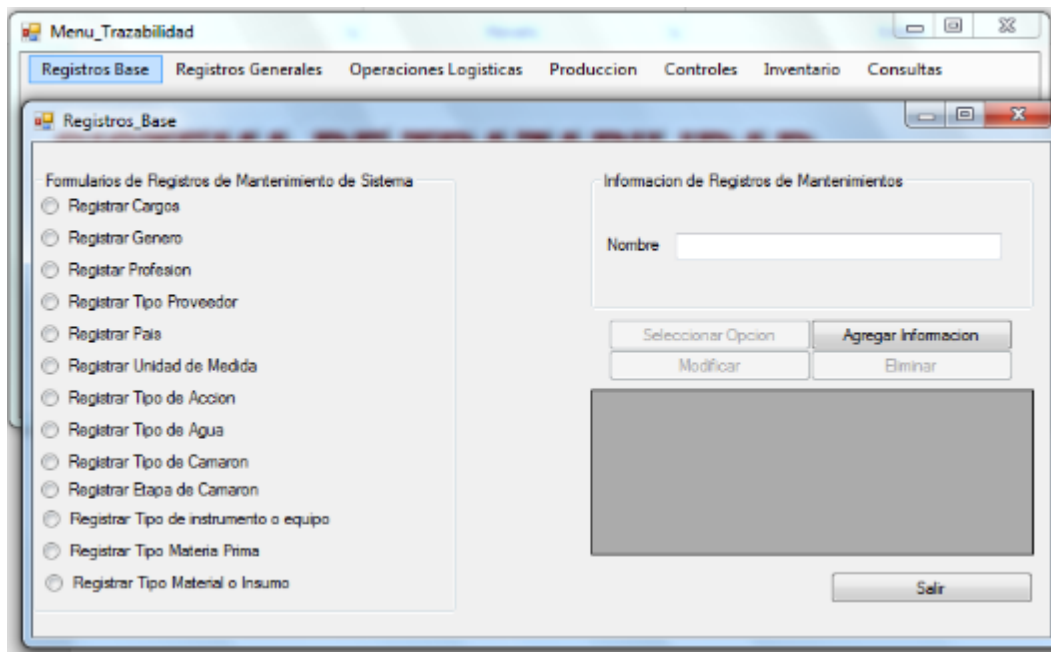 Menu_Trazabilidad
Registros Base Registros Generales Operaciones Logisticas Produccion Controles Inventario Consultas
Registros_Base
Formularios de Registros de Mantenimiento de Sistema
Registrar Cargos
Registrar Genero
Registar Profesion
Registrar Tipo Proveedor
Registrar Pais
Registrar Unidad de Medida
Registrar Tipo de Accion
Registrar Tipo de Agua
Registrar Tipo de Camaron
Registrar Etapa de Camaron
Registrar Tipo de instrumento o equipo
Registrar Tipo Materia Prima
Registrar Tipo Material o Insumo
Informacion de Registros de Mantenimientos
Nombre
Seleccionar Opcion Agregar Informacion
Modificar Eliminar
Salir